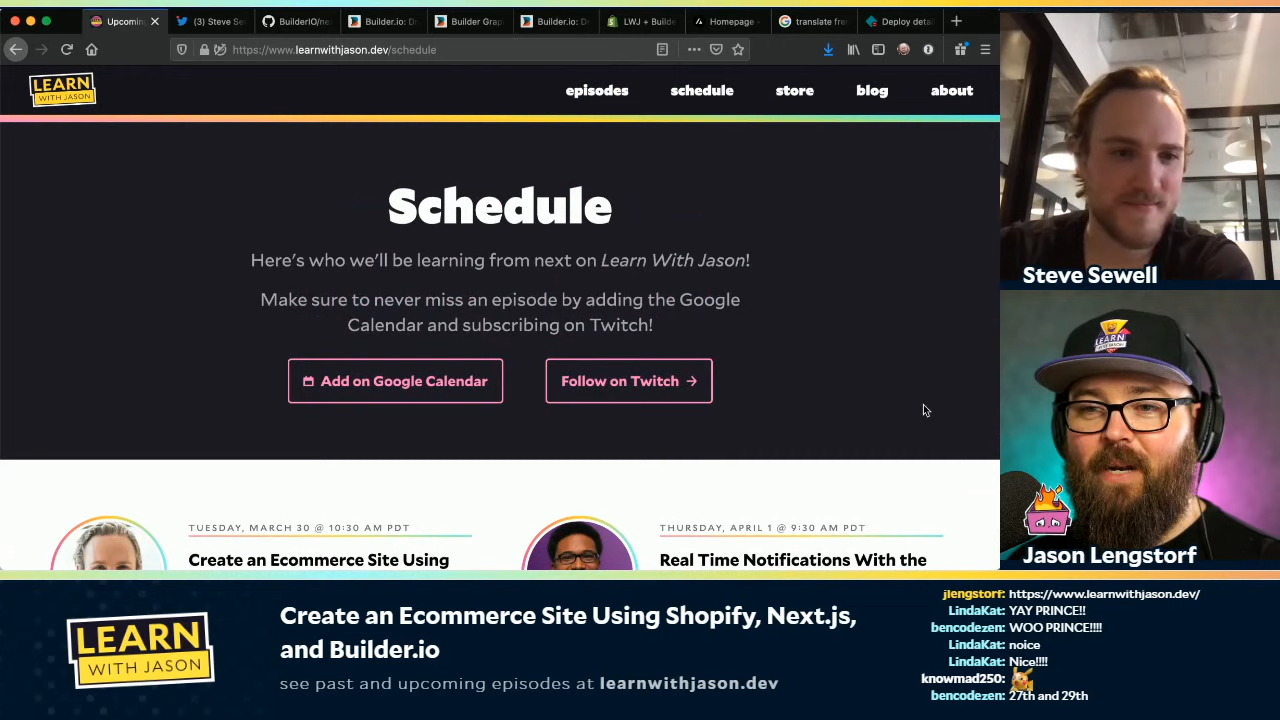 Upcoming
(3) Steve Se
BuilderIO/ne
Builder.io: D
Builder Grap
Builder.io: D
LWJ + Builde
Homepage -
translate fre
Deploy detai
https://www.learnwithjason.dev/schedule
LEARN
WITH JASON
episodes
schedule
store
blog
about
Schedule
Here's who we'll be learning from next on Learn With Jason!
Make sure to never miss an episode by adding the Google
Calendar and subscribing on Twitch!
Add on Google Calendar
Follow on Twitch →
TUESDAY, MARCH 30 @ 10:30 AM PDT
Create an Ecommerce Site Using
THURSDAY, APRIL 1 @ 9:30 AM PDT
Real Time Notifications With the
Steve Sewell
LEARN
Jason Lengstorf
LEARN
WITH JASON
Create an Ecommerce Site Using Shopify, Next.js,
and Builder.io
see past and upcoming episodes at learnwithjason.dev
jlengstorf: https://www.learnwithjason.dev/
LindaKat: YAY PRINCE!!
bencodezen: WOO PRINCE!!!!
LindaKat: noice
LindaKat: Nice!!!!
knowmad250:
bencodezen: 27th and 29th